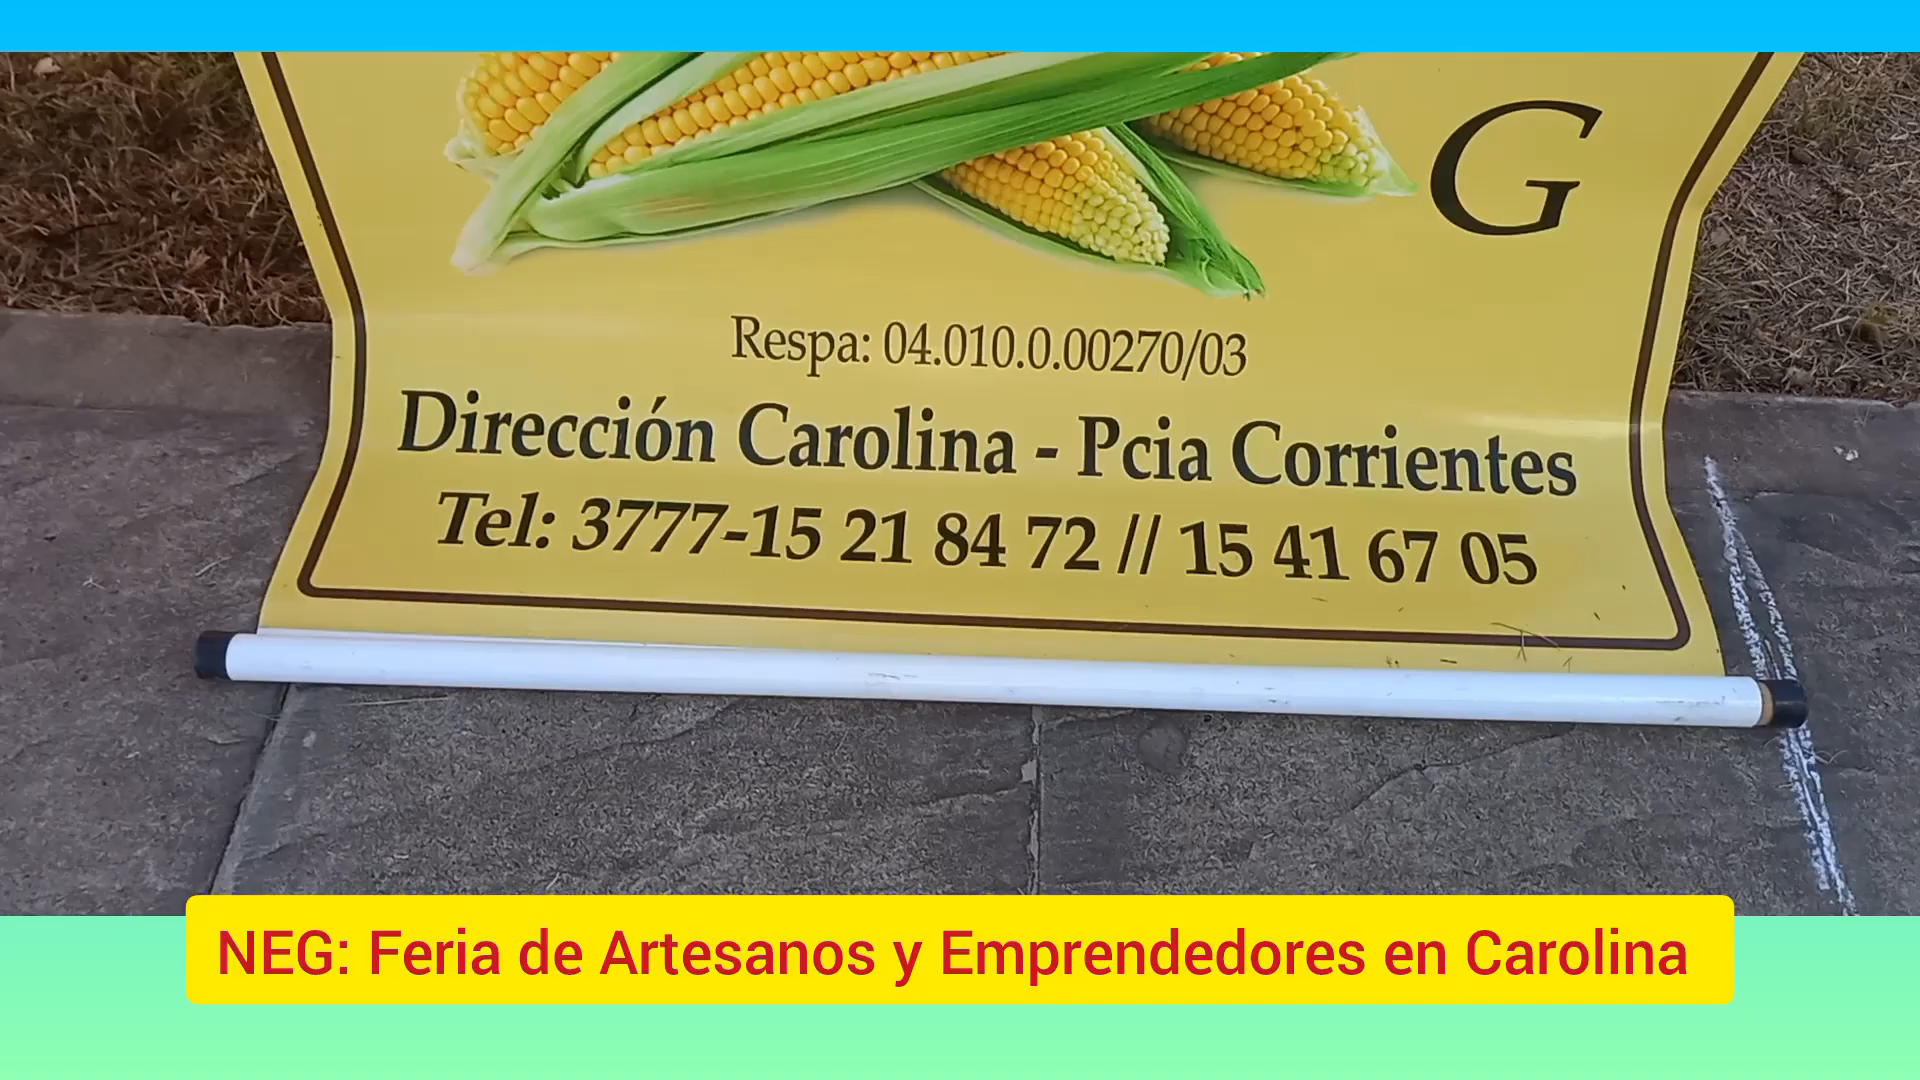 G
Respa: 04.010.0.00270/03
Dirección Carolina - Pcia Corrientes
Tel: 3777-15 21 84 72 // 15 41 67 05
NEG: Feria de Artesanos y Emprendedores en Carolina